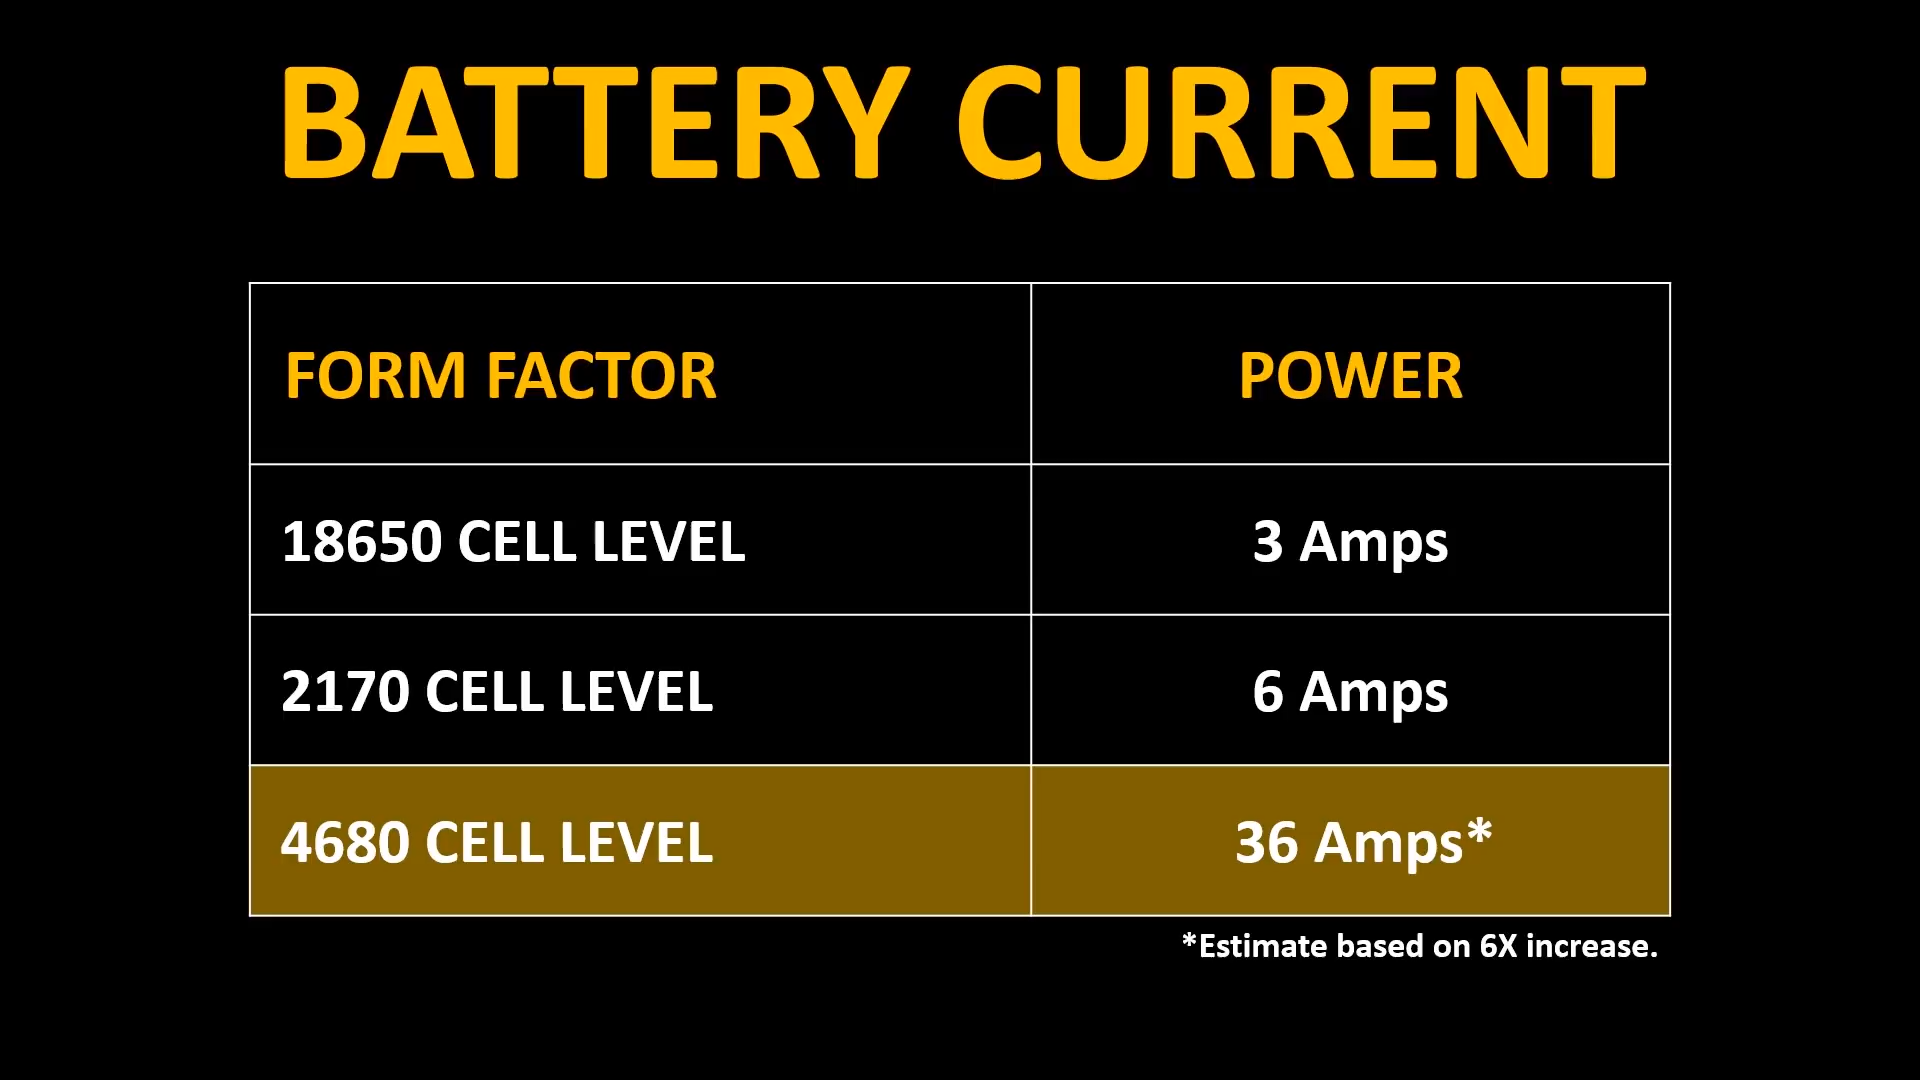 BATTERY CURRENT
FORM FACTOR POWER
18650 CELL LEVEL 3 Amps
2170 CELL LEVEL 6 Amps
4680 CELL LEVEL 36 Amps*
*Estimate based on 6X increase.